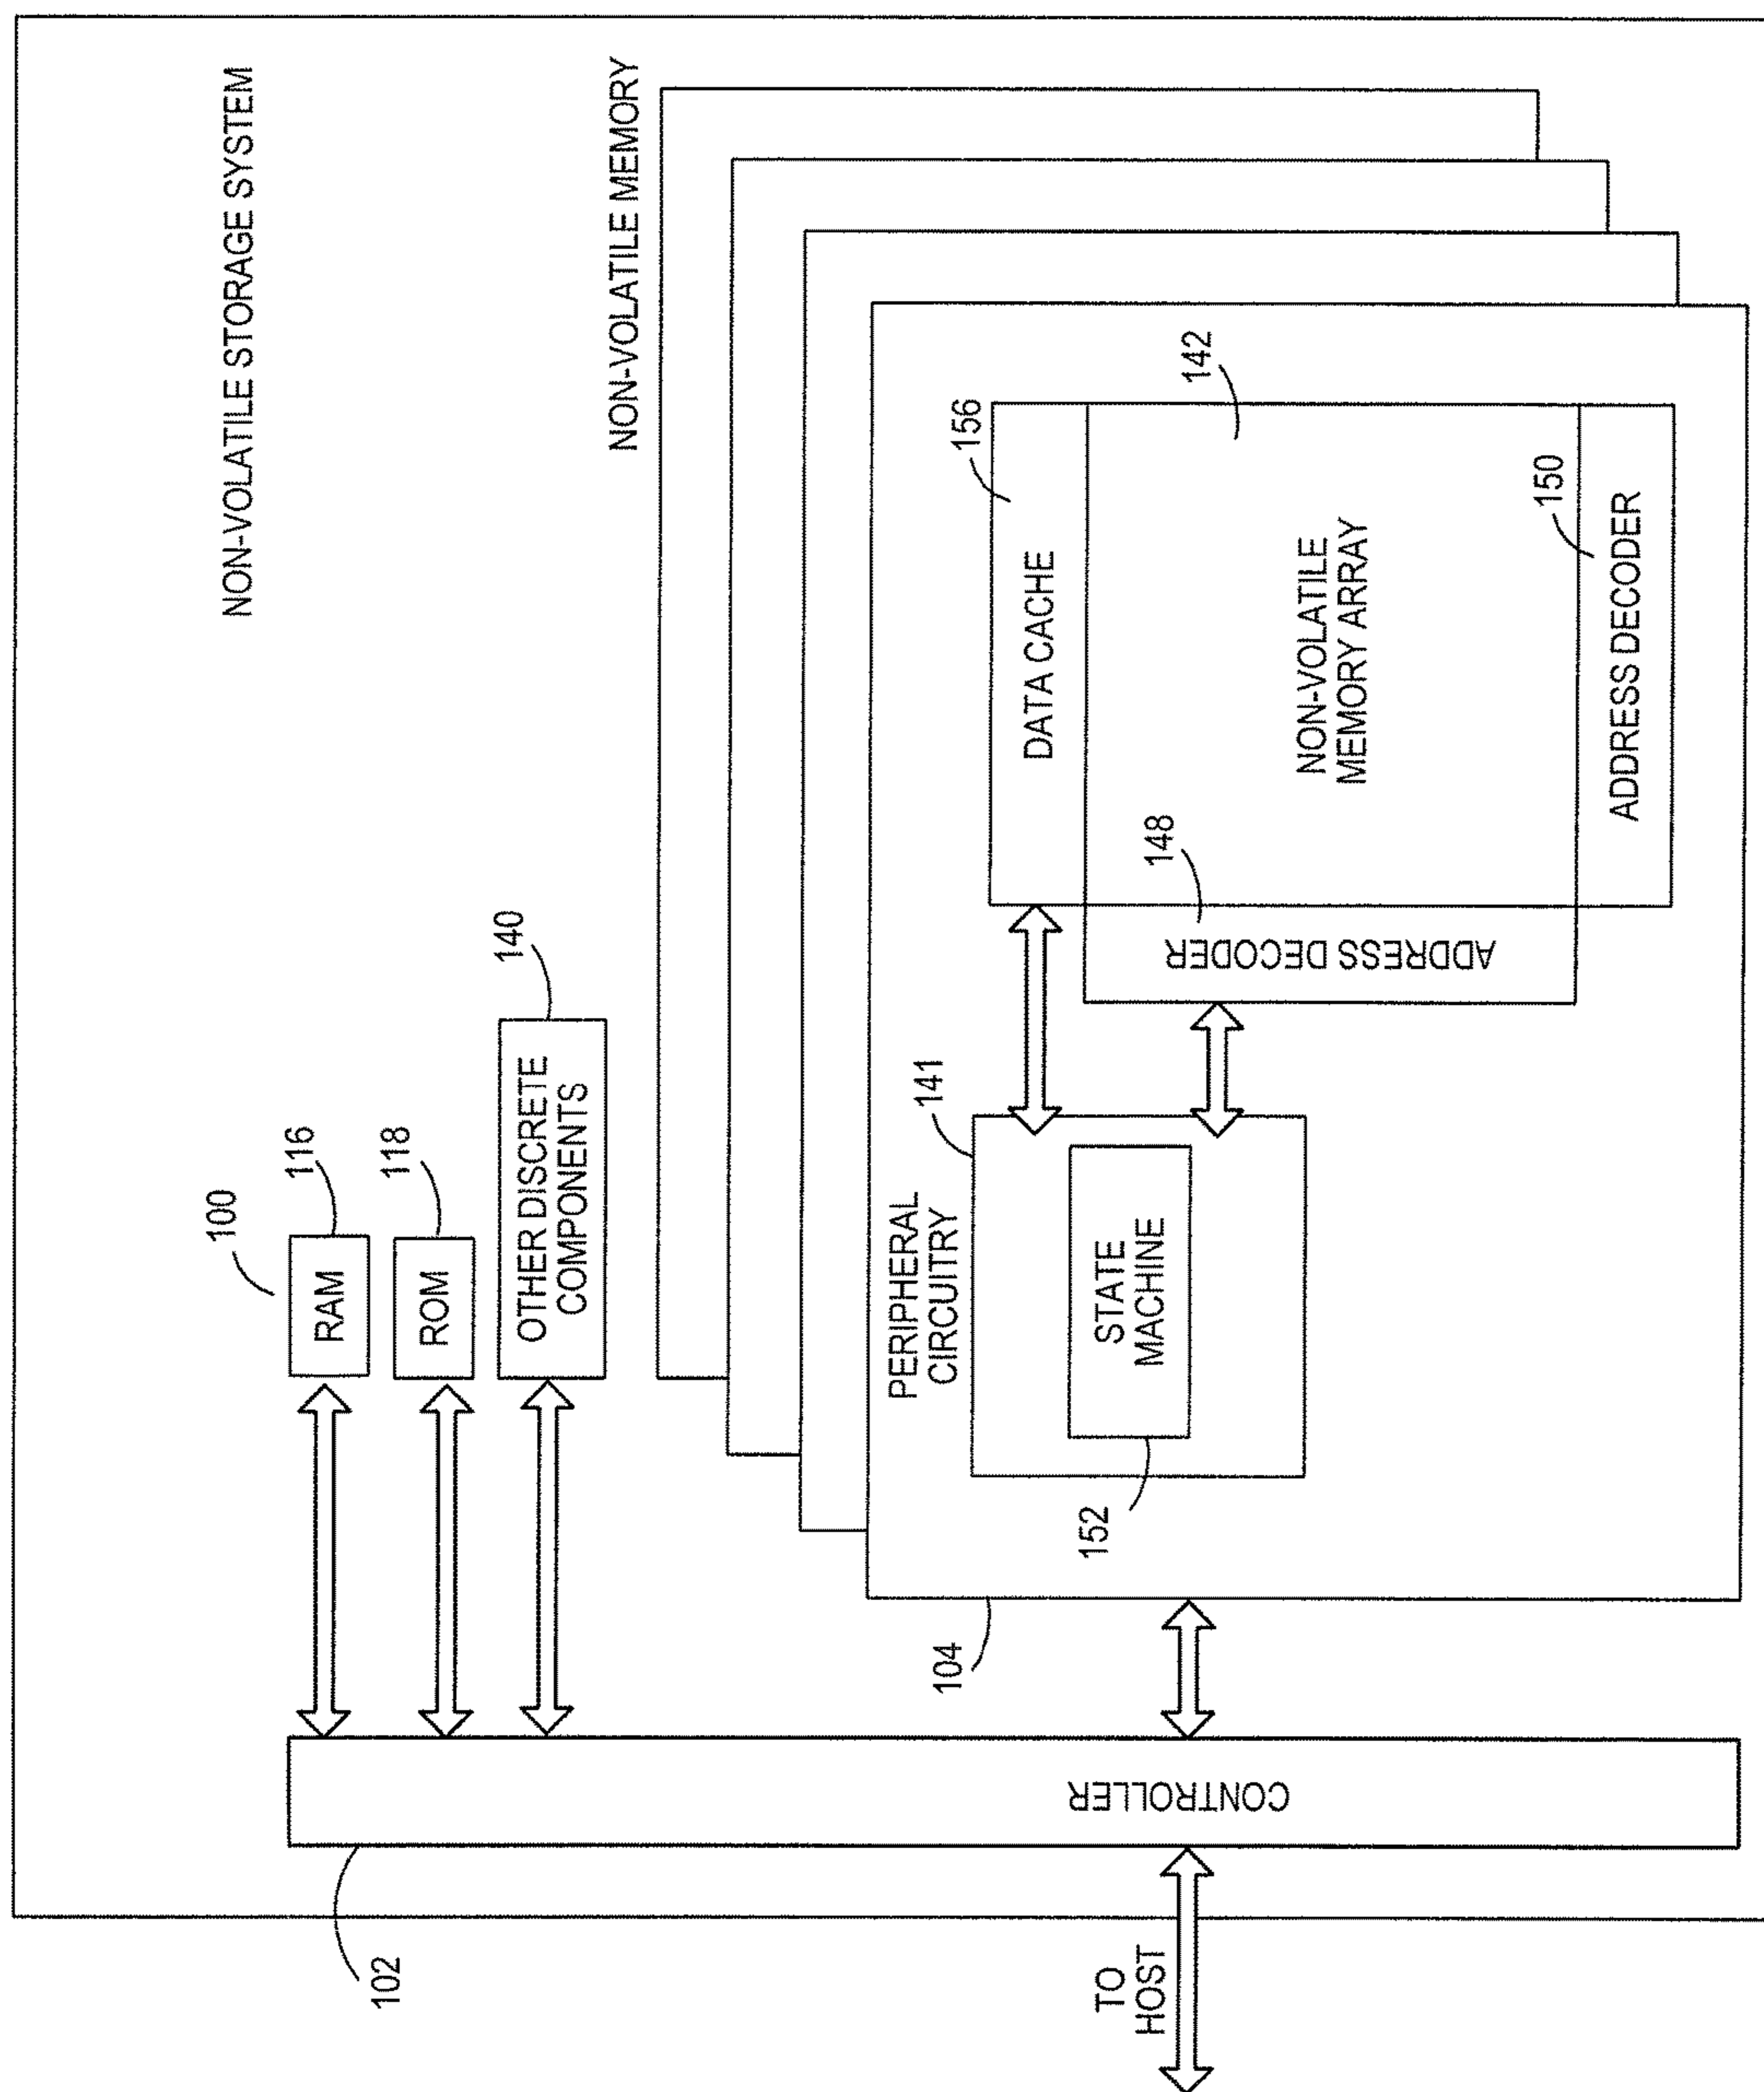 NON-VOLATILE STORAGE SYSTEM
100
RAM
116
ROM
118
OTHER DISCRETE
COMPONENTS
140
NON-VOLATILE MEMORY
102
CONTROLLER
TO
HOST
104
PERIPHERAL
CIRCUITRY
141
STATE
MACHINE
152
DATA CACHE
156
ADDRESS DECODER
148
NON-VOLATILE
MEMORY ARRAY
142
ADDRESS DECODER
150